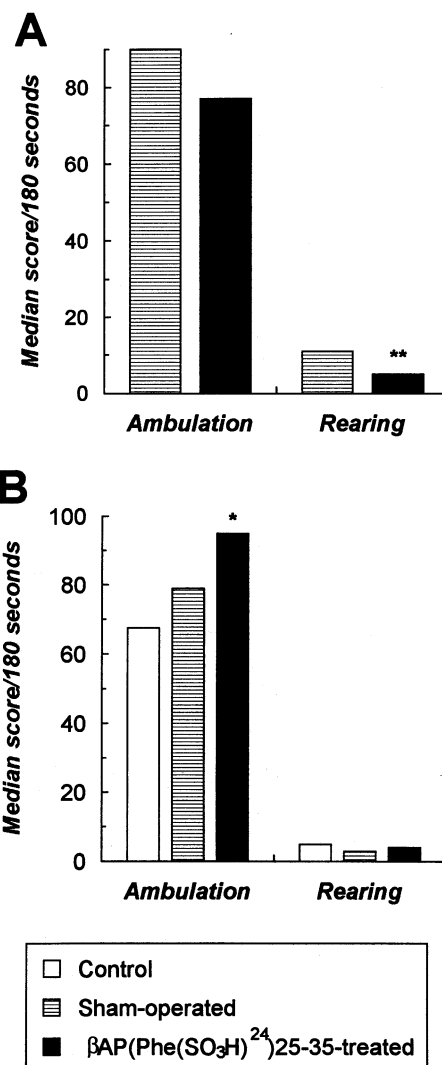 A
Median score/180 seconds
80
60
40
20
0
**
Ambulation Rearing
B
Median score/180 seconds
100
80
60
40
20
0
*
Ambulation Rearing
Control
Sham-operated
βAP(Phe(SO₃H)²⁴)25-35-treated